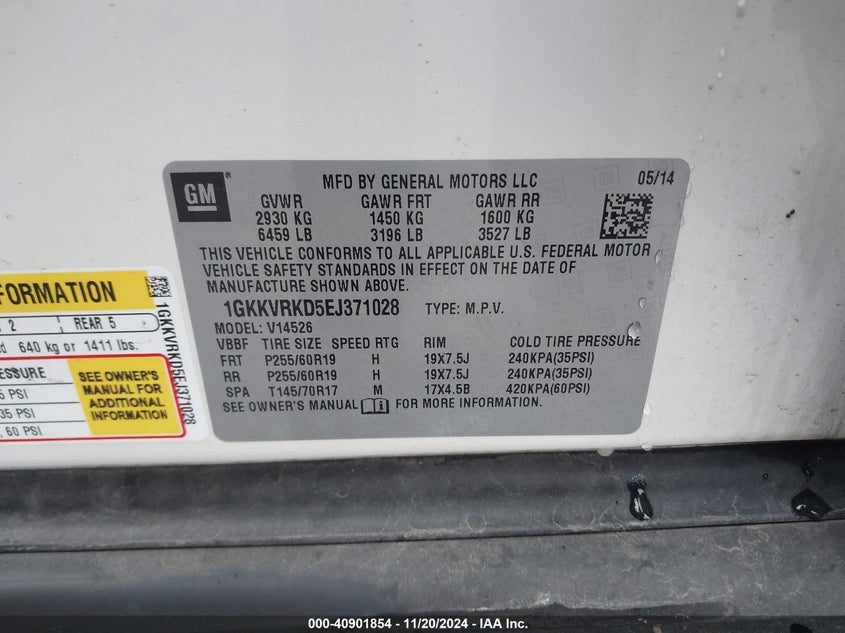 GM
MFD BY GENERAL MOTORS LLC 05/14
GVWR GAWR FRT GAWR RR
2930 KG 1450 KG 1600 KG
6459 LB 3196 LB 3527 LB
THIS VEHICLE CONFORMS TO ALL APPLICABLE U.S. FEDERAL MOTOR
VEHICLE SAFETY STANDARDS IN EFFECT ON THE DATE OF
MANUFACTURE SHOWN ABOVE.
1GKKVRKD5EJ371028 TYPE: M.P.V.
MODEL: V14526
VBBF TIRE SIZE SPEED RTG RIM COLD TIRE PRESSURE
FRT P255/60R19 H 19X7.5J 240KPA(35PSI)
RR P255/60R19 H 19X7.5J 240KPA(35PSI)
SPA T145/70R17 M 17X4.5B 420KPA(60PSI)
SEE OWNER'S MANUAL FOR MORE INFORMATION.
FORMATION
2 REAR 5
640 kg or 1411 lbs.
SEE OWNER'S
MANUAL FOR
ADDITIONAL
INFORMATION
35 PSI
60 PSI
1GKKVRKD5EJ371028
000-40901854 - 11/20/2024 - IAAI, Inc.